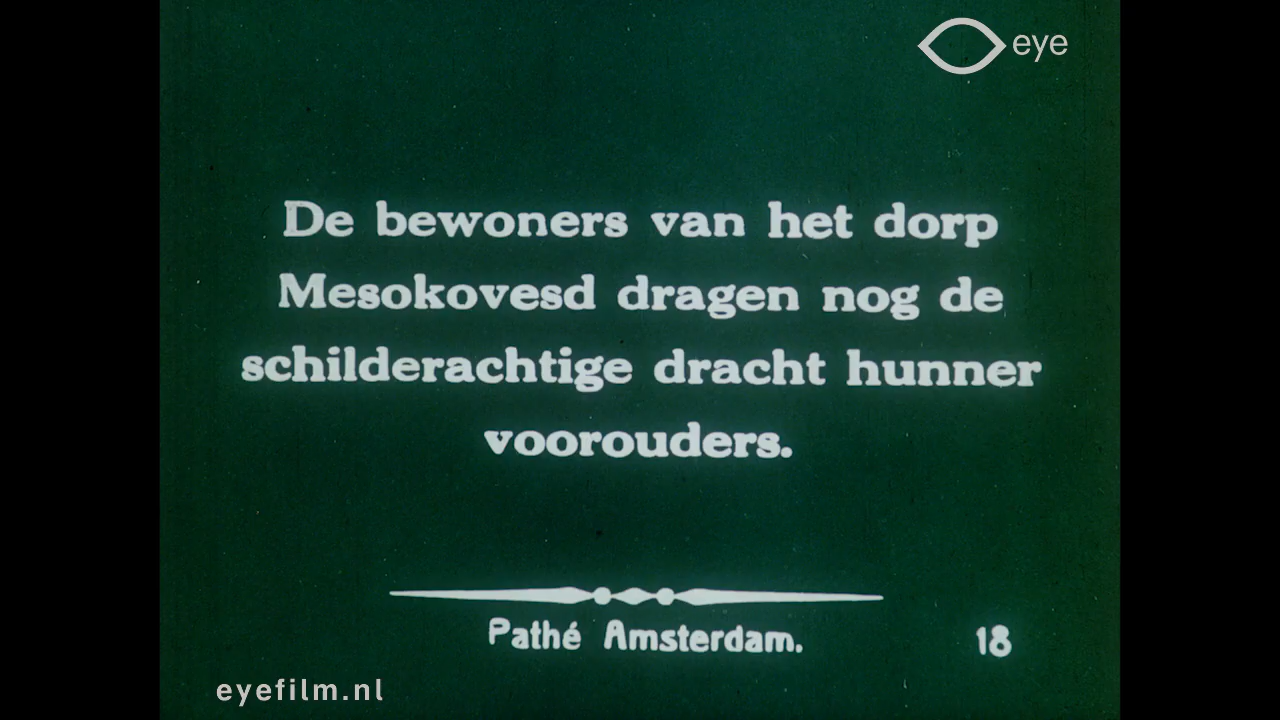 eye
De bewoners van het dorp
Mesokovesd dragen nog de
schilderachtige dracht hunner
voorouders.
Pathé Amsterdam.
18
eyefilm.nl